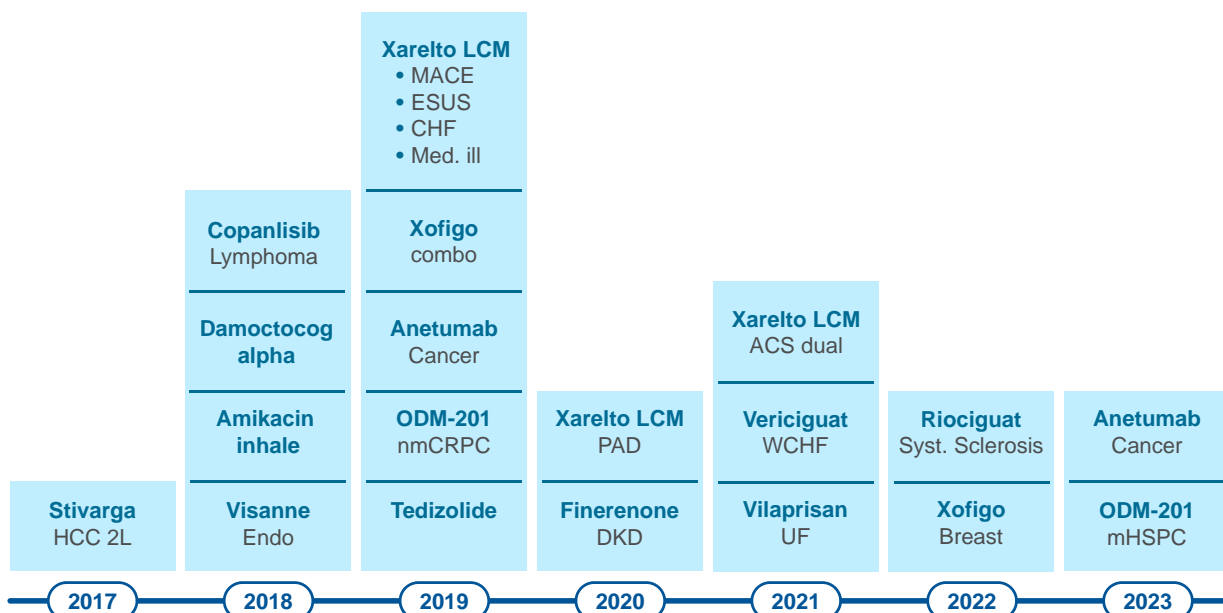 Stivarga
HCC 2L
Copanlisib
Lymphoma
Damoctocog
alpha
Amikacin
inhale
Visanne
Endo
Xarelto LCM
• MACE
• ESUS
• CHF
• Med. ill
Xofigo
combo
Anetumab
Cancer
ODM-201
nmCRPC
Tedizolide
Xarelto LCM
PAD
Finerenone
DKD
Xarelto LCM
ACS dual
Vericiguat
WCHF
Vilaprisan
UF
Riociguat
Syst. Sclerosis
Xofigo
Breast
Anetumab
Cancer
ODM-201
mHSPC
2017
2018
2019
2020
2021
2022
2023